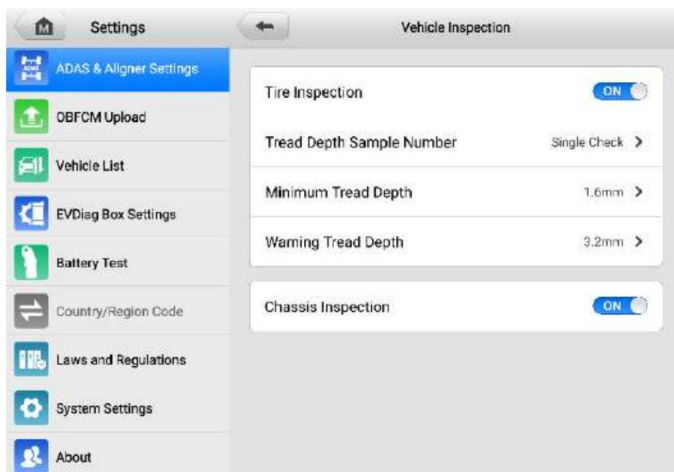 Settings
Vehicle Inspection
ADAS & Aligner Settings
OBFCM Upload
Vehicle List
EVDiag Box Settings
Battery Test
Country/Region Code
Laws and Regulations
System Settings
About
Tire Inspection ON
Tread Depth Sample Number Single Check
Minimum Tread Depth 1.6mm
Warning Tread Depth 3.2mm
Chassis Inspection ON